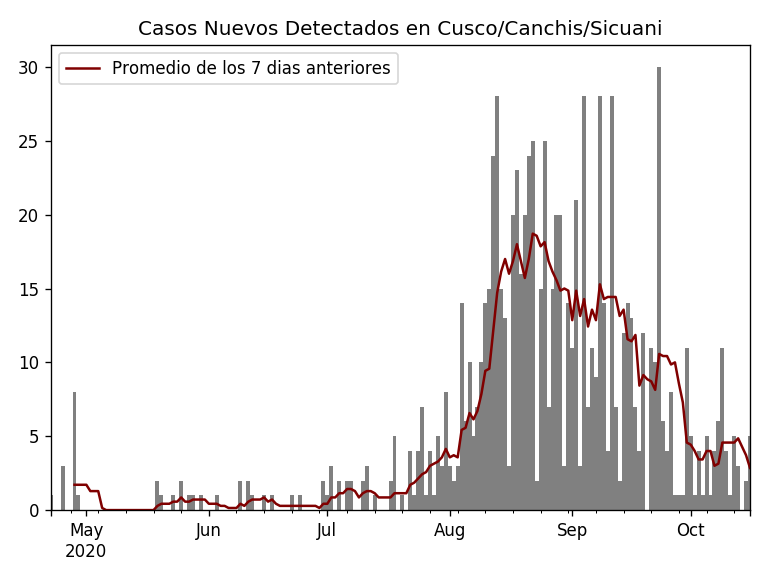 Casos Nuevos Detectados en Cusco/Canchis/Sicuani
Promedio de los 7 dias anteriores
30
25
20
15
10
5
0
May Jun Jul Aug Sep Oct
2020